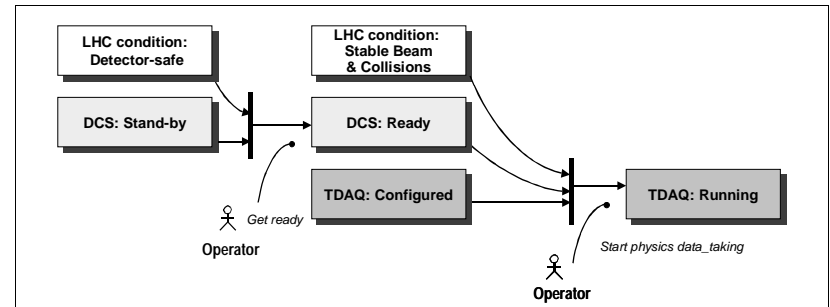 LHC condition:
Detector-safe
LHC condition:
Stable Beam
& Collisions
DCS: Stand-by
DCS: Ready
TDAQ: Configured
TDAQ: Running
Get ready
Operator
Start physics data_taking
Operator